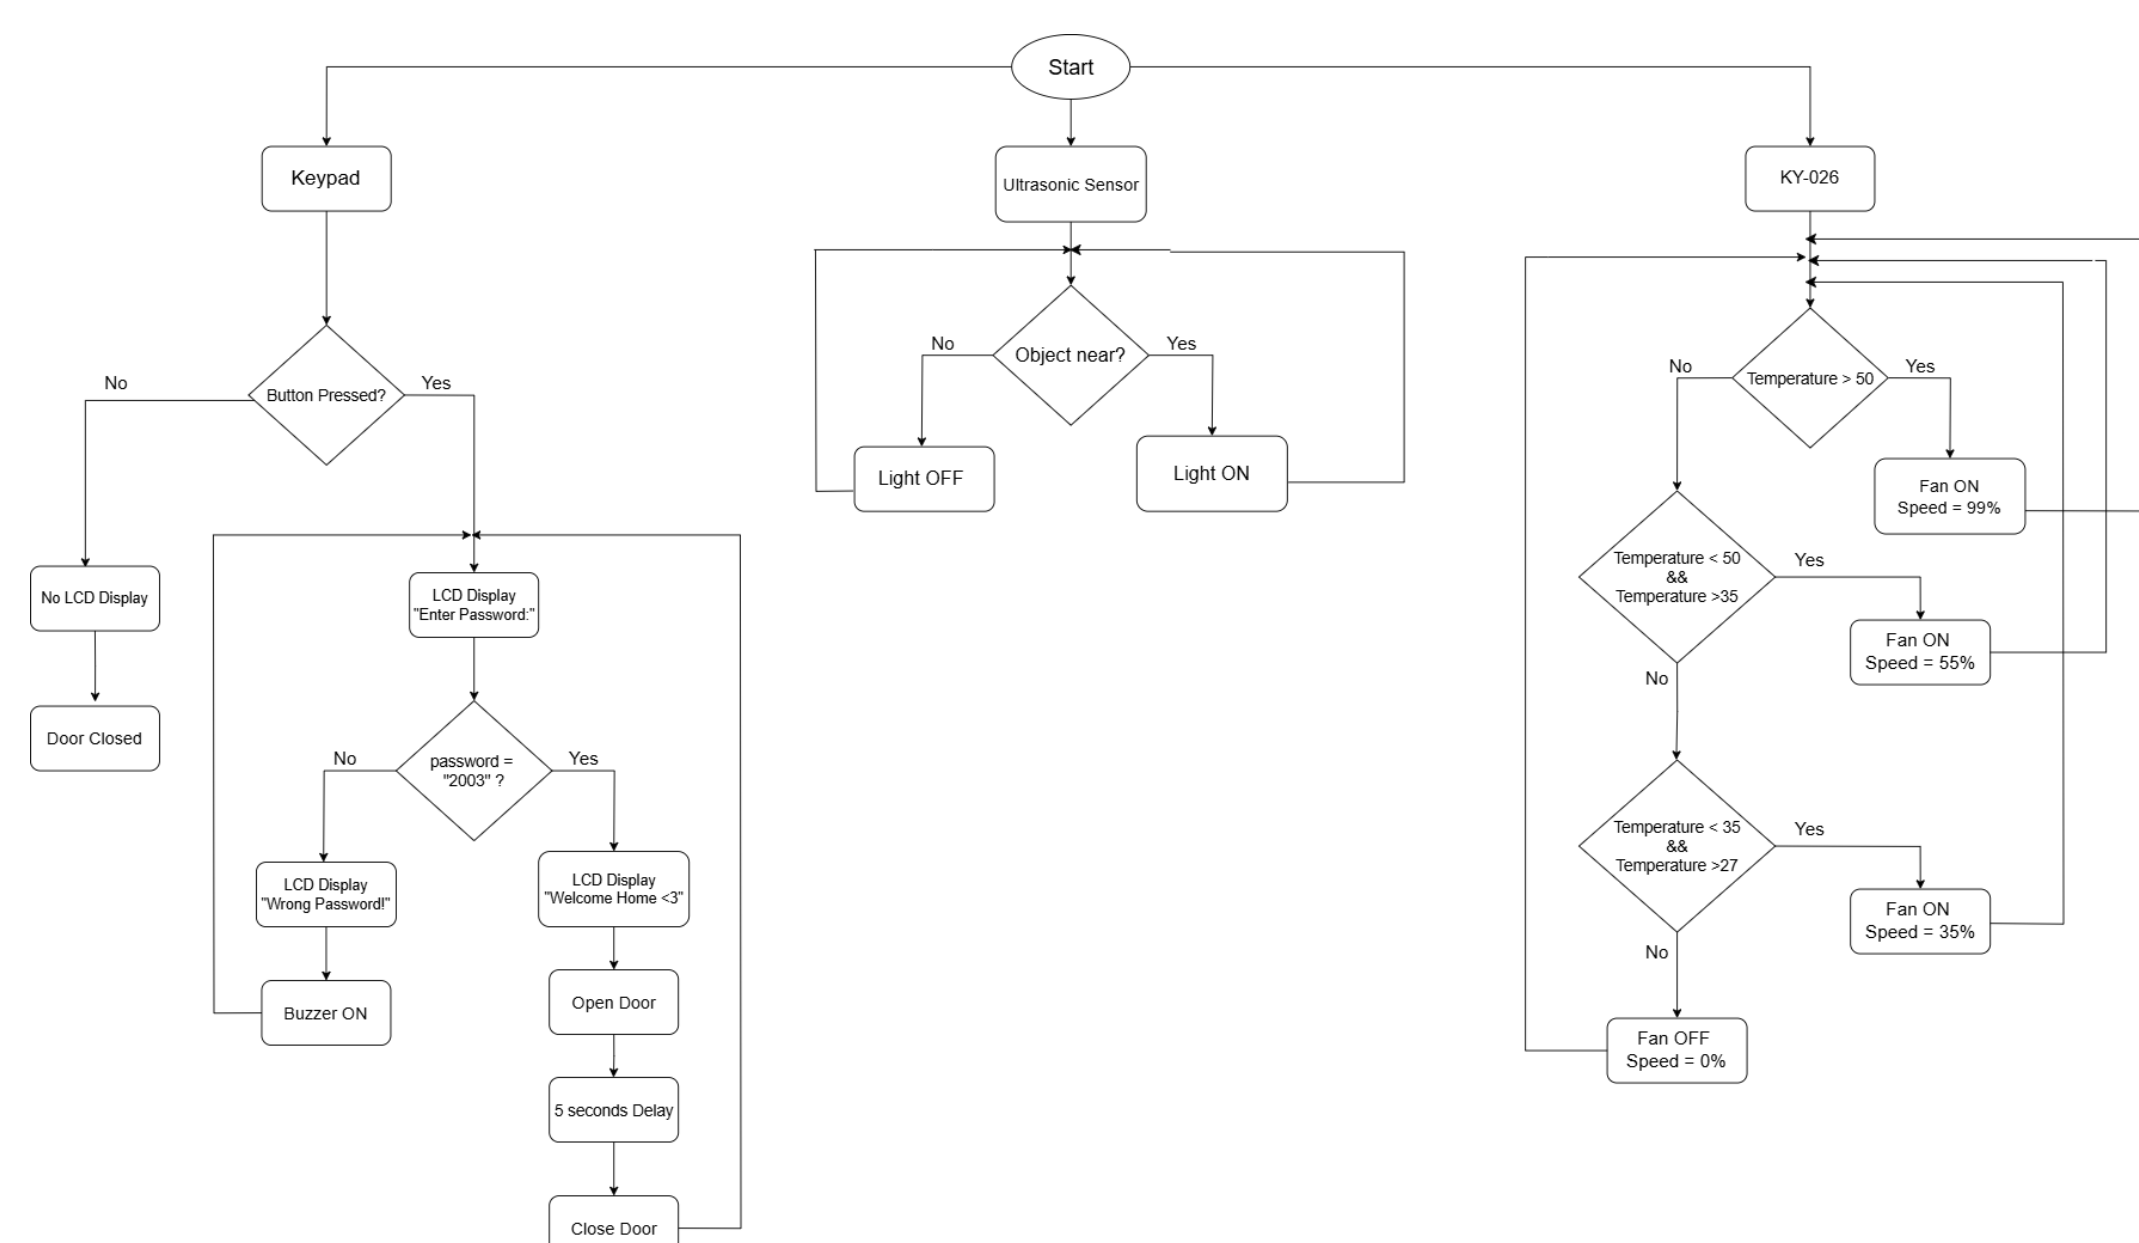 Start
Keypad
Button Pressed?
No
Yes
No LCD Display
Door Closed
LCD Display
"Enter Password:"
password =
"2003" ?
No
Yes
LCD Display
"Wrong Password!"
Buzzer ON
LCD Display
"Welcome Home <3"
Open Door
5 seconds Delay
Close Door
Ultrasonic Sensor
Object near?
No
Yes
Light OFF
Light ON
KY-026
Temperature > 50
No
Yes
Fan ON
Speed = 99%
Temperature < 50
&&
Temperature >35
Yes
Fan ON
Speed = 55%
No
Temperature < 35
&&
Temperature >27
Yes
Fan ON
Speed = 35%
No
Fan OFF
Speed = 0%